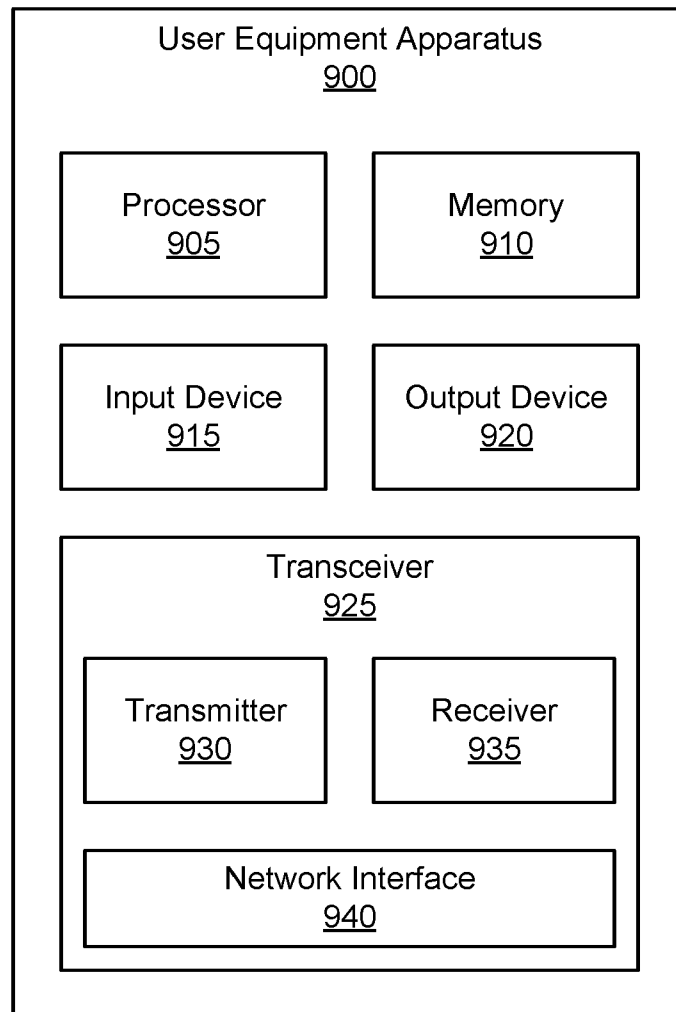 User Equipment Apparatus
900
Processor
905
Memory
910
Input Device
915
Output Device
920
Transceiver
925
Transmitter
930
Receiver
935
Network Interface
940